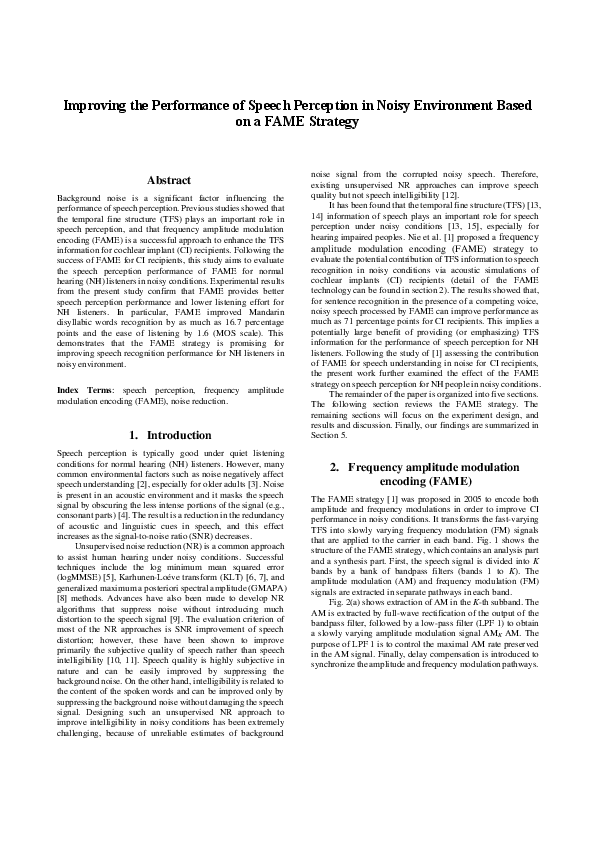 Improving the Performance of Speech Perception in Noisy Environment Based
on a FAME Strategy
Abstract
Background noise is a significant factor influencing the
performance of speech perception. Previous studies showed that
the temporal fine structure (TFS) plays an important role in
speech perception, and that frequency amplitude modulation
encoding (FAME) is a successful approach to enhance the TFS
information for cochlear implant (CI) recipients. Following the
success of FAME for CI recipients, this study aims to evaluate
the speech perception performance of FAME for normal
hearing (NH) listeners in noisy conditions. Experimental results
from the present study confirm that FAME provides better
speech perception performance and lower listening effort for
NH listeners. In particular, FAME improved Mandarin
disyllabic words recognition by as much as 16.7 percentage
points and the ease of listening by 1.6 (MOS scale). This
demonstrates that the FAME strategy is promising for
improving speech recognition performance for NH listeners in
noisy environment.
Index Terms: speech perception, frequency amplitude
modulation encoding (FAME), noise reduction.
1. Introduction
Speech perception is typically good under quiet listening
conditions for normal hearing (NH) listeners. However, many
common environmental factors such as noise negatively affect
speech understanding [2], especially for older adults [3]. Noise
is present in an acoustic environment and it masks the speech
signal by obscuring the less intense portions of the signal (e.g.,
consonant parts) [4]. The result is a reduction in the redundancy
of acoustic and linguistic cues in speech, and this effect
increases as the signal-to-noise ratio (SNR) decreases.
Unsupervised noise reduction (NR) is a common approach
to assist human hearing under noisy conditions. Successful
techniques include the log minimum mean squared error
(logMMSE) [5], Karhunen-Loéve transform (KLT) [6, 7], and
generalized maximum a posteriori spectral amplitude (GMAPA)
[8] methods. Advances have also been made to develop NR
algorithms that suppress noise without introducing much
distortion to the speech signal [9]. The evaluation criterion of
most of the NR approaches is SNR improvement of speech
distortion; however, these have been shown to improve
primarily the subjective quality of speech rather than speech
intelligibility [10, 11]. Speech quality is highly subjective in
nature and can be easily improved by suppressing the
background noise. On the other hand, intelligibility is related to
the content of the spoken words and can be improved only by
suppressing the background noise without damaging the speech
signal. Designing such an unsupervised NR approach to
improve intelligibility in noisy conditions has been extremely
challenging, because of unreliable estimates of background
noise signal from the corrupted noisy speech. Therefore,
existing unsupervised NR approaches can improve speech
quality but not speech intelligibility [12].
It has been found that the temporal fine structure (TFS) [13,
14] information of speech plays an important role for speech
perception under noisy conditions [13, 15], especially for
hearing impaired peoples. Nie et al. [1] proposed a frequency
amplitude modulation encoding (FAME) strategy to
evaluate the potential contribution of TFS information to speech
recognition in noisy conditions via acoustic simulations of
cochlear implants (CI) recipients (detail of the FAME
technology can be found in section 2). The results showed that,
for sentence recognition in the presence of a competing voice,
noisy speech processed by FAME can improve performance as
much as 71 percentage points for CI recipients. This implies a
potentially large benefit of providing (or emphasizing) TFS
information for the performance of speech perception for NH
listeners. Following the study of [1] assessing the contribution
of FAME for speech understanding in noise for CI recipients,
the present work further examined the effect of the FAME
strategy on speech perception for NH people in noisy conditions.
The remainder of the paper is organized into five sections.
The following section reviews the FAME strategy. The
remaining sections will focus on the experiment design, and
results and discussion. Finally, our findings are summarized in
Section 5.
2. Frequency amplitude modulation
encoding (FAME)
The FAME strategy [1] was proposed in 2005 to encode both
amplitude and frequency modulations in order to improve CI
performance in noisy conditions. It transforms the fast-varying
TFS into slowly varying frequency modulation (FM) signals
that are applied to the carrier in each band. Fig. 1 shows the
structure of the FAME strategy, which contains an analysis part
and a synthesis part. First, the speech signal is divided into K
bands by a bank of bandpass filters (bands 1 to K). The
amplitude modulation (AM) and frequency modulation (FM)
signals are extracted in separate pathways in each band.
Fig. 2(a) shows extraction of AM in the K-th subband. The
AM is extracted by full-wave rectification of the output of the
bandpass filter, followed by a low-pass filter (LPF 1) to obtain
a slowly varying amplitude modulation signal AMK AM. The
purpose of LPF 1 is to control the maximal AM rate preserved
in the AM signal. Finally, delay compensation is introduced to
synchronize the amplitude and frequency modulation pathways.